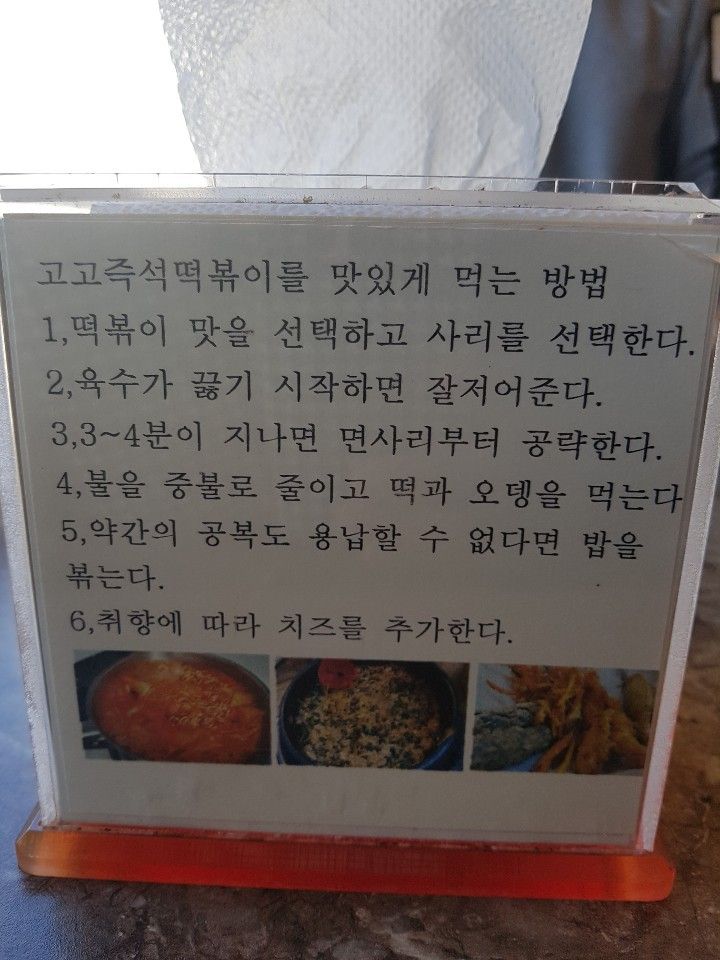 고고즉석떡볶이를 맛있게 먹는 방법
1,떡볶이 맛을 선택하고 사리를 선택한다.
2,육수가 끓기 시작하면 잘저어준다.
3,3~4분이 지나면 면사리부터 공략한다.
4,불을 중불로 줄이고 떡과 오뎅을 먹는다
5,약간의 공복도 용납할 수 없다면 밥을
볶는다.
6,취향에 따라 치즈를 추가한다.